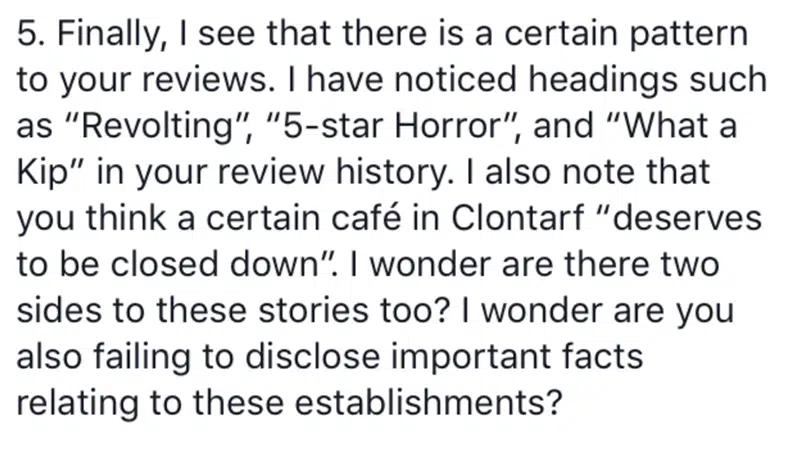 5. Finally, I see that there is a certain pattern
to your reviews. I have noticed headings such
as “Revolting”, “5-star Horror”, and “What a
Kip” in your review history. I also note that
you think a certain café in Clontarf “deserves
to be closed down”. I wonder are there two
sides to these stories too? I wonder are you
also failing to disclose important facts
relating to these establishments?